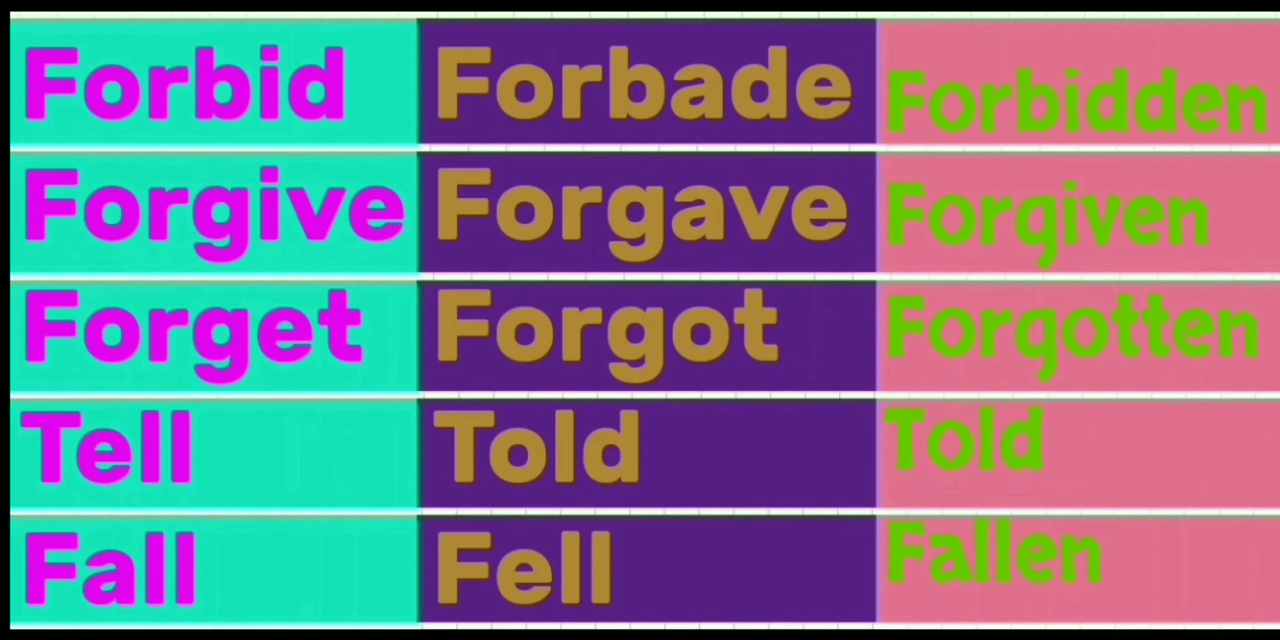 Forbid Forbade Forbidden
Forgive Forgave Forgiven
Forget Forgot Forgotten
Tell Told Told
Fall Fell Fallen